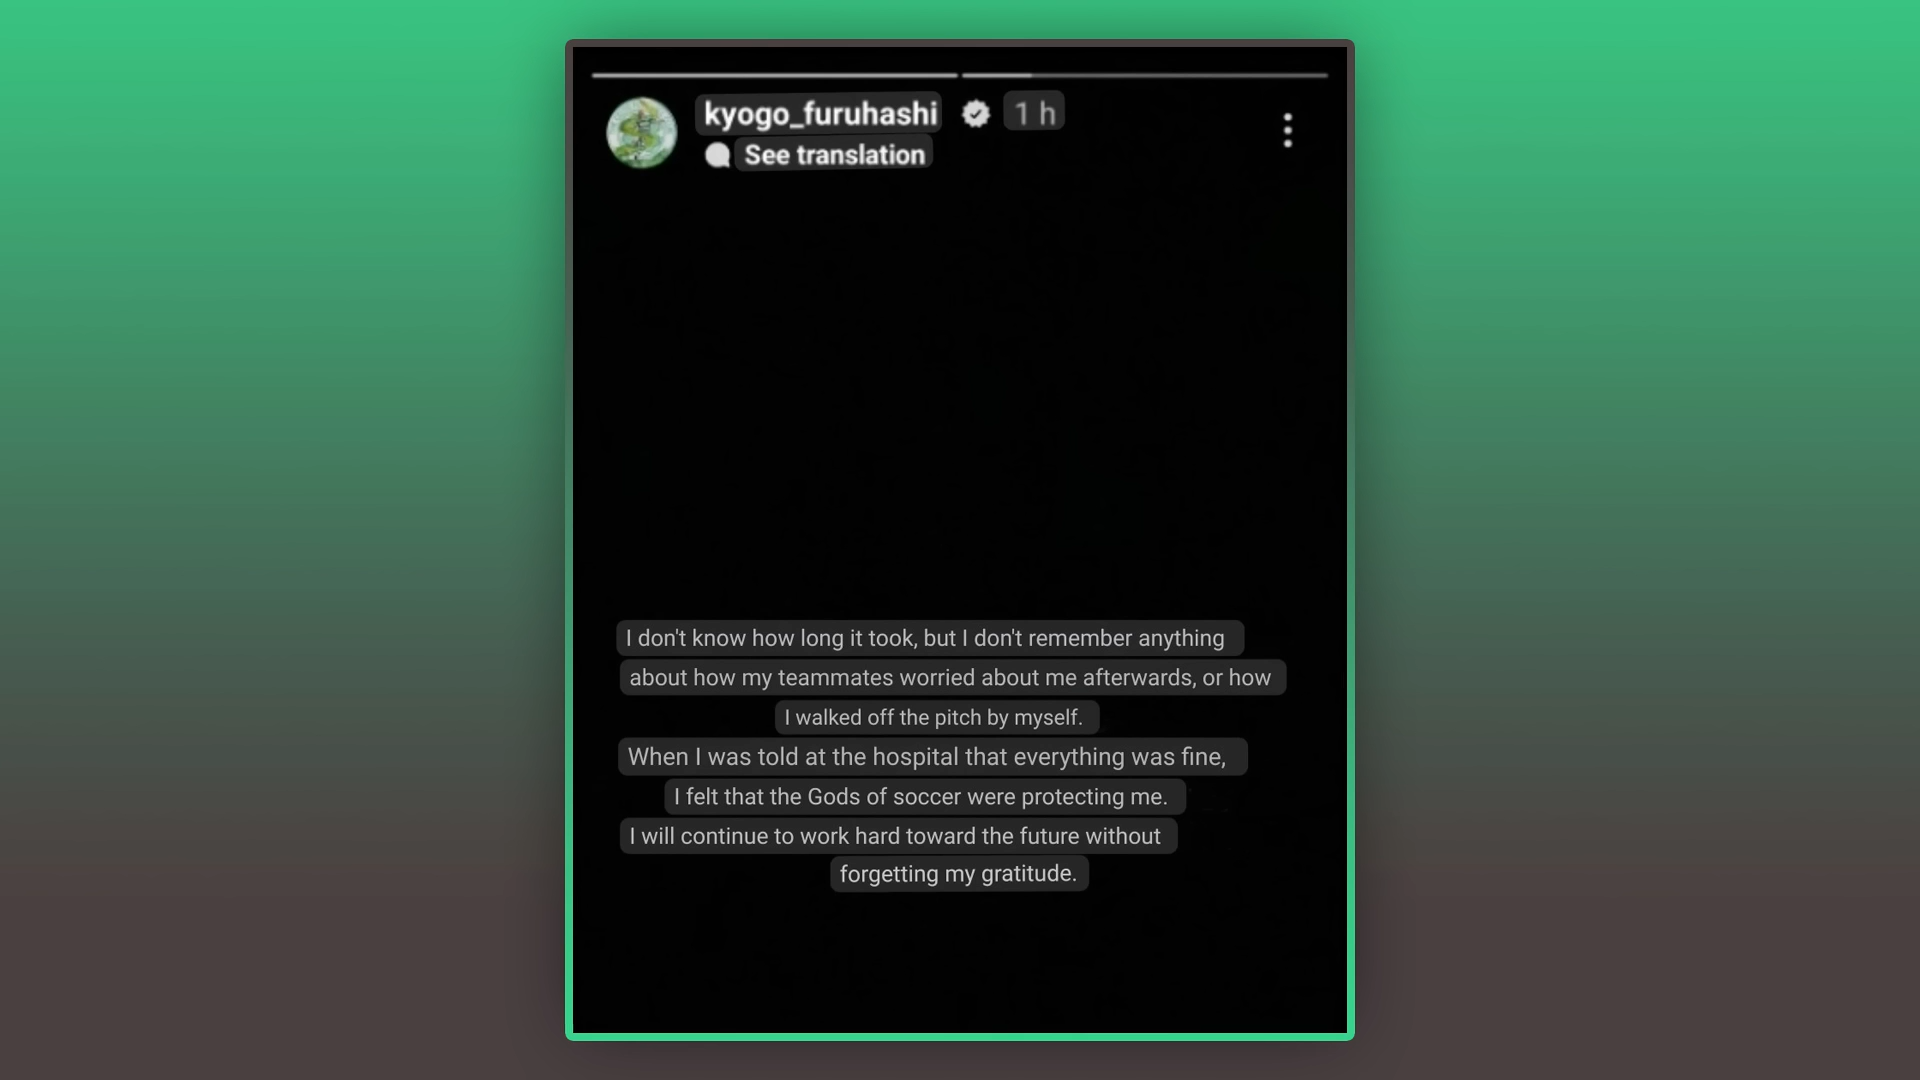 kyogo_furuhashi 1 h
See translation
I don't know how long it took, but I don't remember anything
about how my teammates worried about me afterwards, or how
I walked off the pitch by myself.
When I was told at the hospital that everything was fine,
I felt that the Gods of soccer were protecting me.
I will continue to work hard toward the future without
forgetting my gratitude.